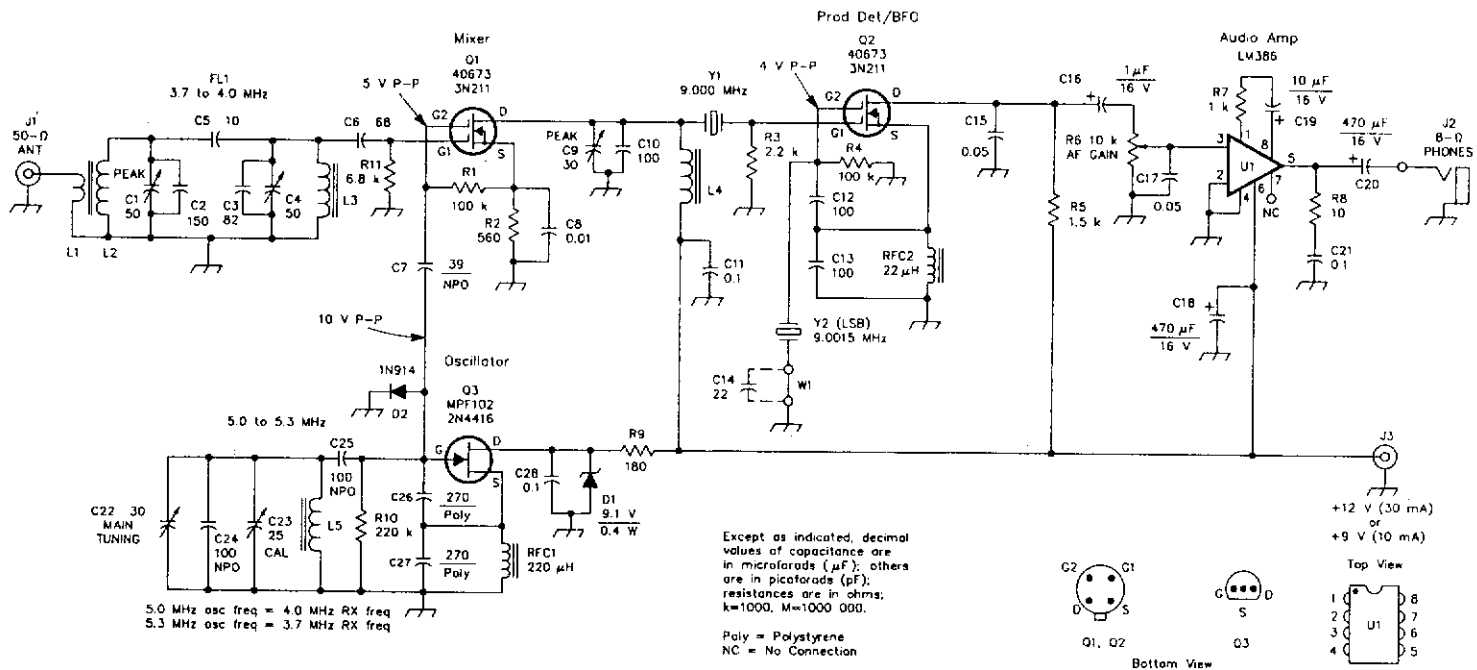 Prod Det/BFO
Mixer
Q1
40673
3N211
Q2
40673
3N211
Audio Amp
LM386
FL1
3.7 to 4.0 MHz
5 V P-P
4 V P-P
Y1
9.000 MHz
J1
50-Ω
ANT
C5 10
C6 68
G2
D
G1
S
PEAK
C9
30
C10
100
G2
D
G1
S
C16
1 µF
16 V
R7
1 k
10 µF
16 V
C19
470 µF
16 V
J2
8-Ω
PHONES
PEAK
C1
50
C2
150
C3
82
C4
50
L1
L2
L3
R11
6.8 k
R1
100 k
R2
560
C8
0.01
L4
R3
2.2 k
R4
100 k
C12
100
C15
0.05
R6 10 k
AF GAIN
C17
0.05
3
2
1
8
U1
5
6
7
4
NC
C20
R8
10
C21
0.1
R5
1.5 k
C7
39
NPO
C11
0.1
C13
100
RFC2
22 µH
C18
470 µF
16 V
10 V P-P
Y2 (LSB)
9.0015 MHz
C14
22
W1
1N914
D2
Oscillator
Q3
MPF102
2N4416
5.0 to 5.3 MHz
G
D
S
R9
180
J3
C25
100
NPO
C28
0.1
D1
9.1 V
0.4 W
C22 30
MAIN
TUNING
C24
100
NPO
C23
25
CAL
L5
R10
220 k
C26
270
Poly
C27
270
Poly
RFC1
220 µH
+12 V (30 mA)
or
+9 V (10 mA)
5.0 MHz osc freq = 4.0 MHz RX freq
5.3 MHz osc freq = 3.7 MHz RX freq
Except as indicated, decimal
values of capacitance are
in microfarads (µF); others
are in picofarads (pF);
resistances are in ohms;
k=1000, M=1000 000.
Poly = Polystyrene
NC = No Connection
G2
G1
D
S
Q1, Q2
G
D
S
Q3
Bottom View
Top View
1
2
3
4
U1
8
7
6
5